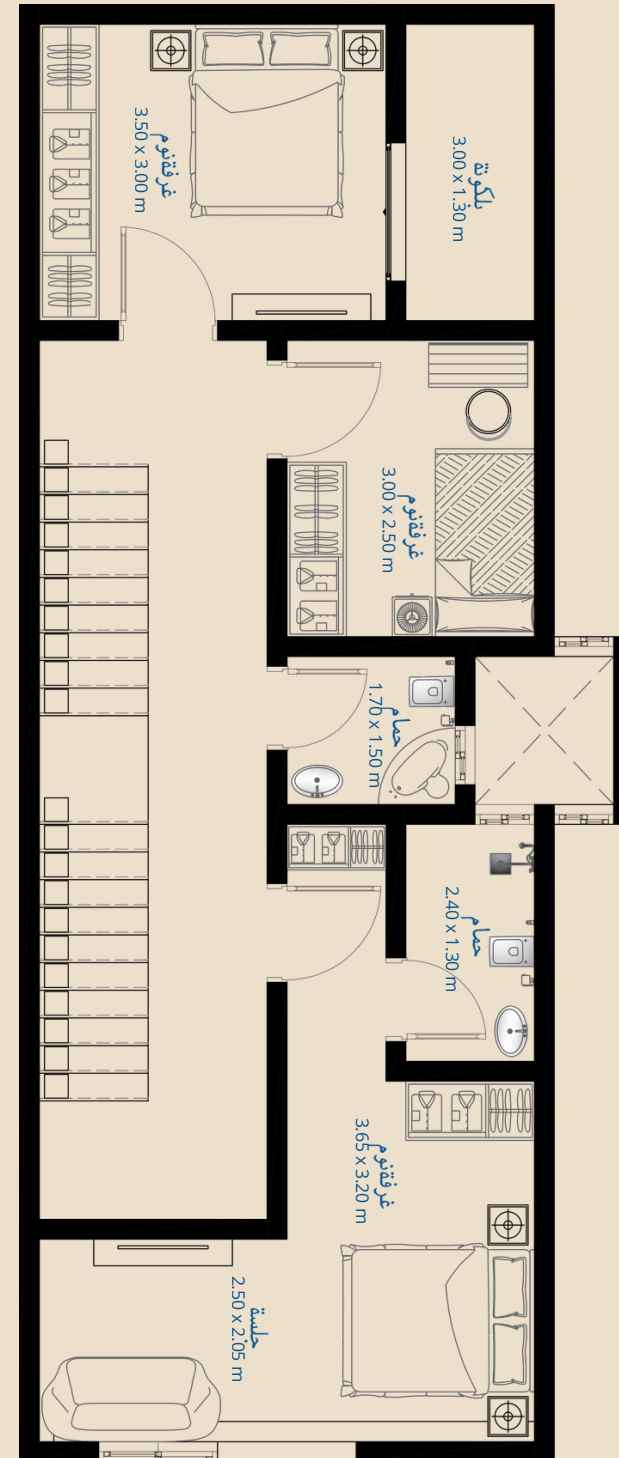 غرفة نوم
3.50 x 3.00 m
بلكونة
3.00 x 1.30 m
غرفة نوم
3.00 x 2.50 m
حمام
1.70 x 1.50 m
حمام
2.40 x 1.30 m
غرفة نوم
3.65 x 3.20 m
جلسة
2.50 x 2.05 m